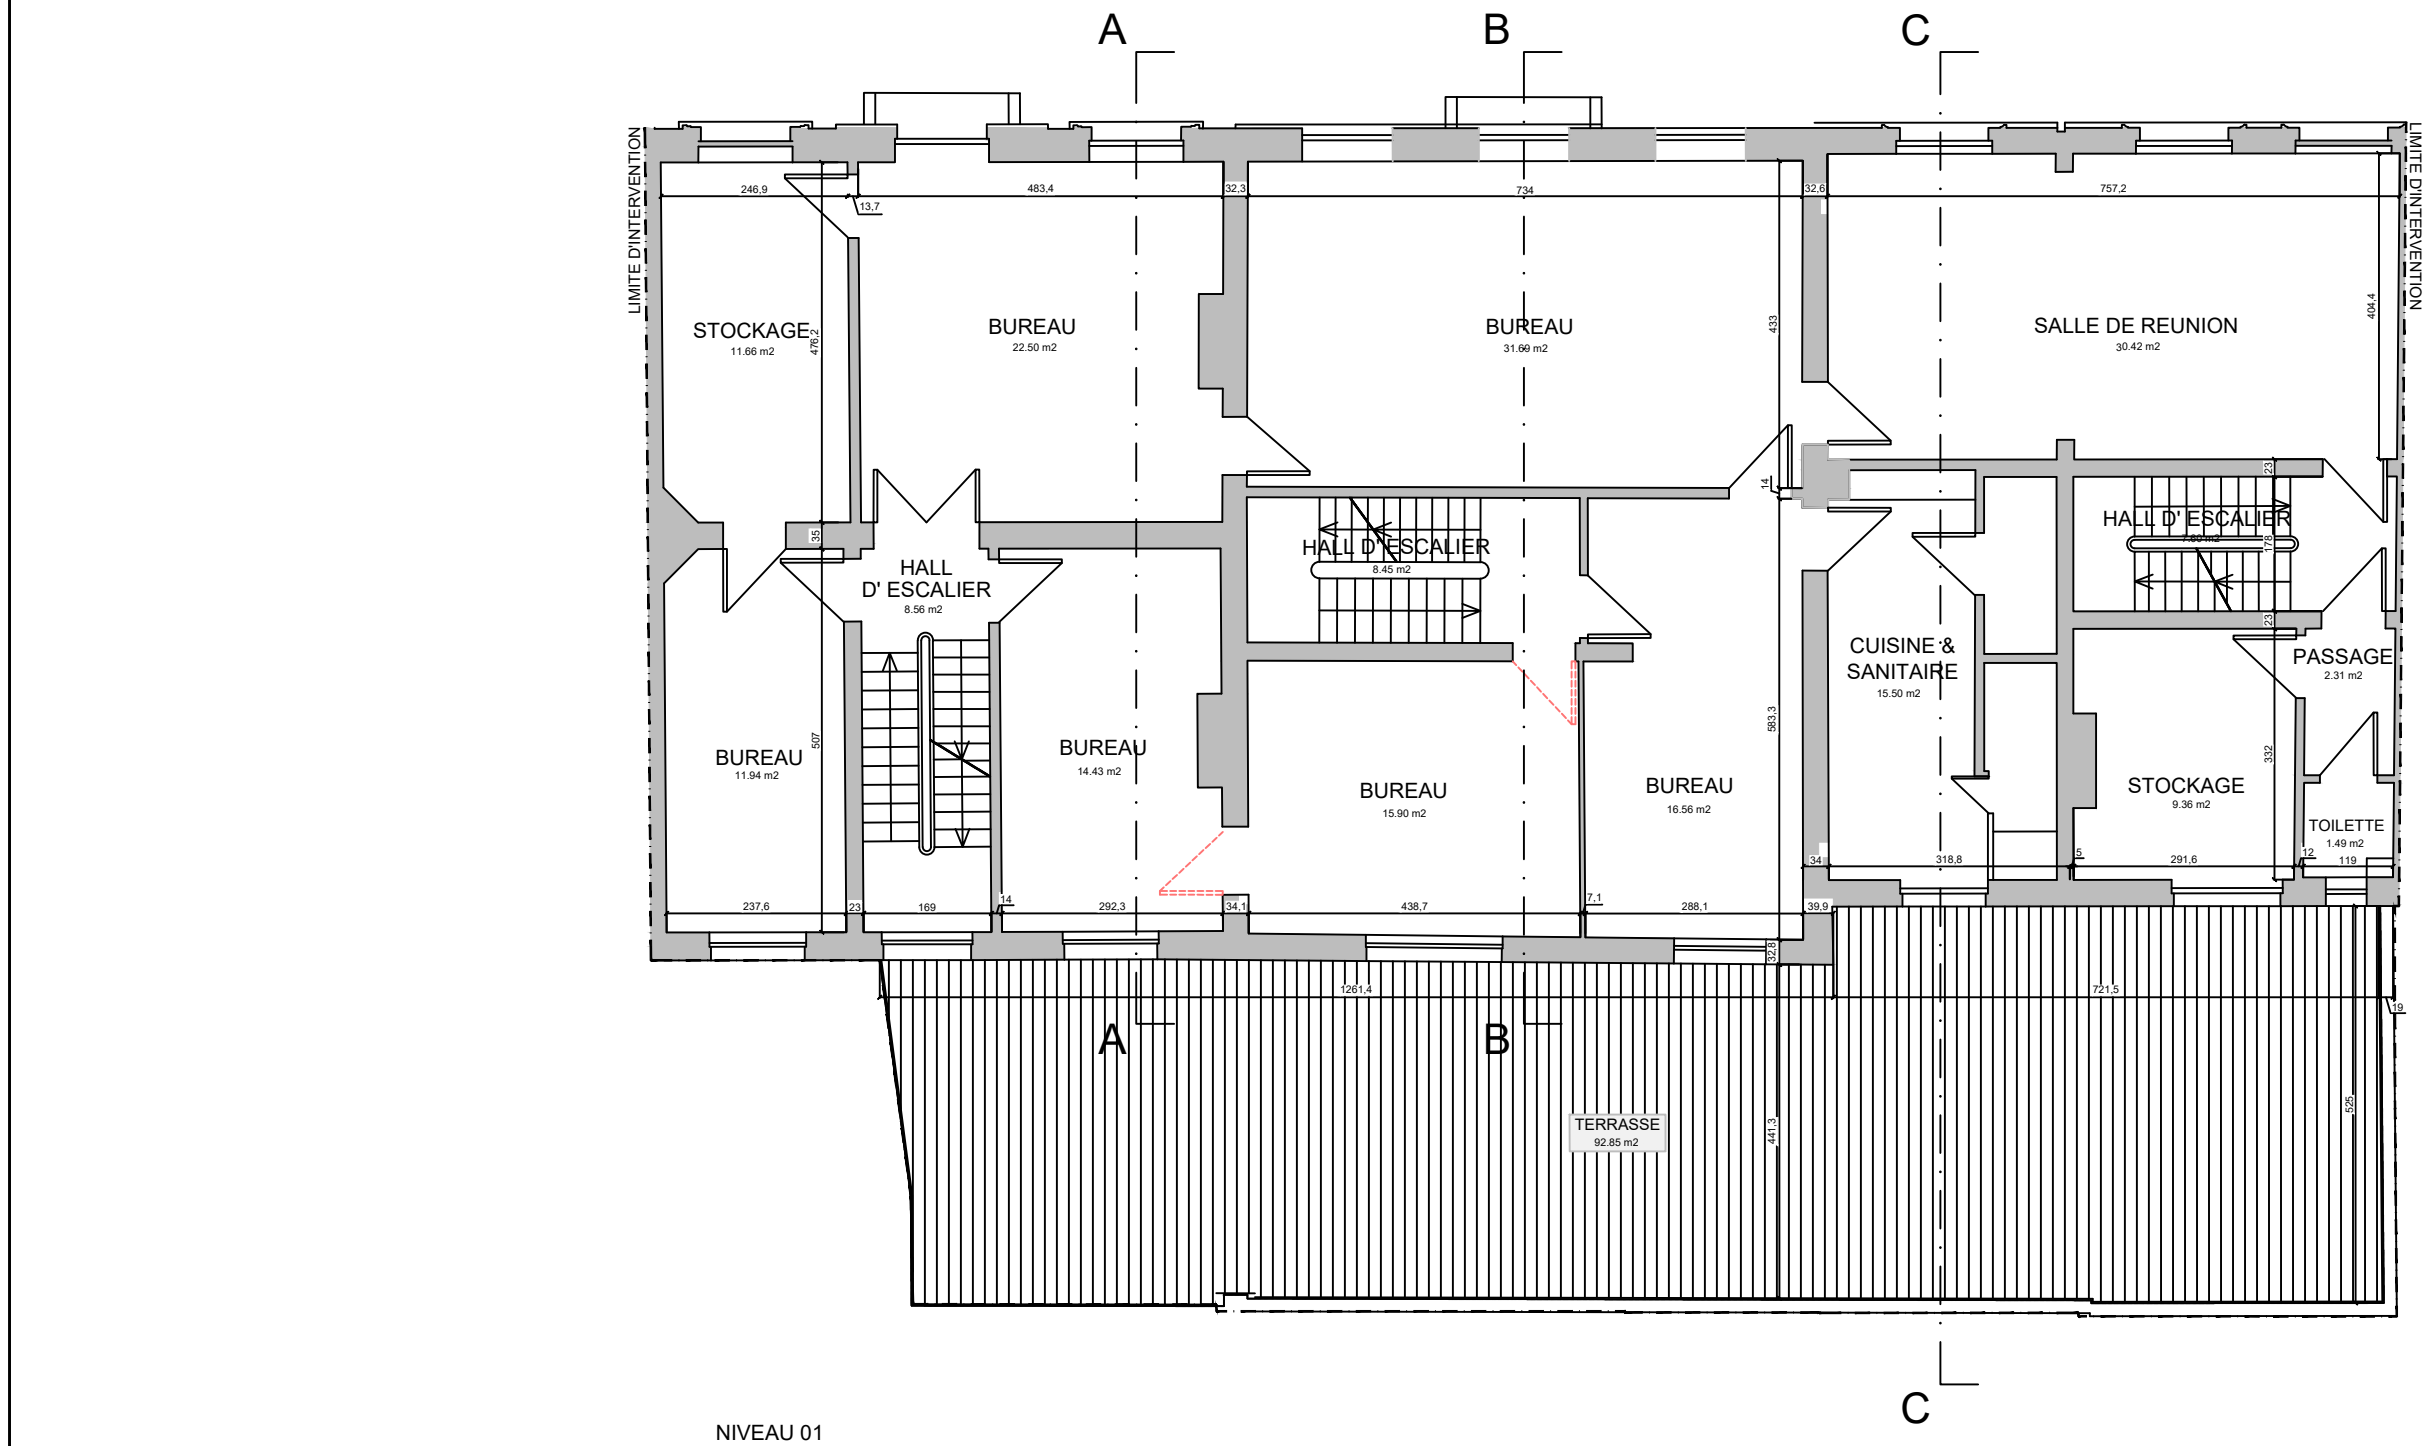 A
B
C
LIMITE D'INTERVENTION
LIMITE D'INTERVENTION
246,9
483,4
32,3
734
32,6
757,2
13,7
STOCKAGE
11.66 m2
476,2
BUREAU
22.50 m2
BUREAU
31.69 m2
433
SALLE DE REUNION
30.42 m2
404,4
35
14
23
HALL D' ESCALIER
8.45 m2
HALL D' ESCALIER
7.60 m2
178
HALL
D' ESCALIER
8.56 m2
23
CUISINE &
SANITAIRE
15.50 m2
PASSAGE
2.31 m2
507
583,3
332
BUREAU
11.94 m2
BUREAU
14.43 m2
BUREAU
15.90 m2
BUREAU
16.56 m2
STOCKAGE
9.36 m2
TOILETTE
1.49 m2
34
318,8
5
291,6
12
119
237,6
23
169
14
292,3
34,1
438,7
7,1
288,1
39,9
32,8
1261,4
721,5
19
A
B
TERRASSE
92.85 m2
441,3
525
C
NIVEAU 01